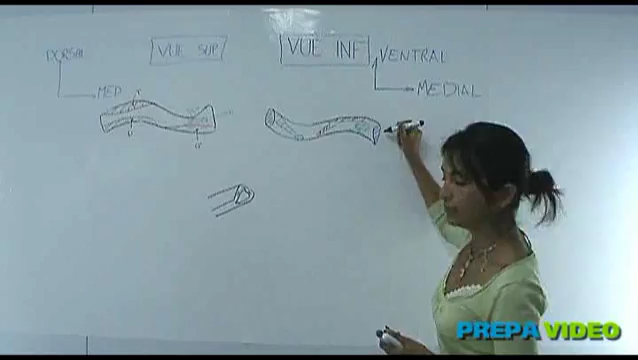 DORSAL
VUE SUP
VUE INF
VENTRAL
MED
MEDIAL
PREPA VIDEO